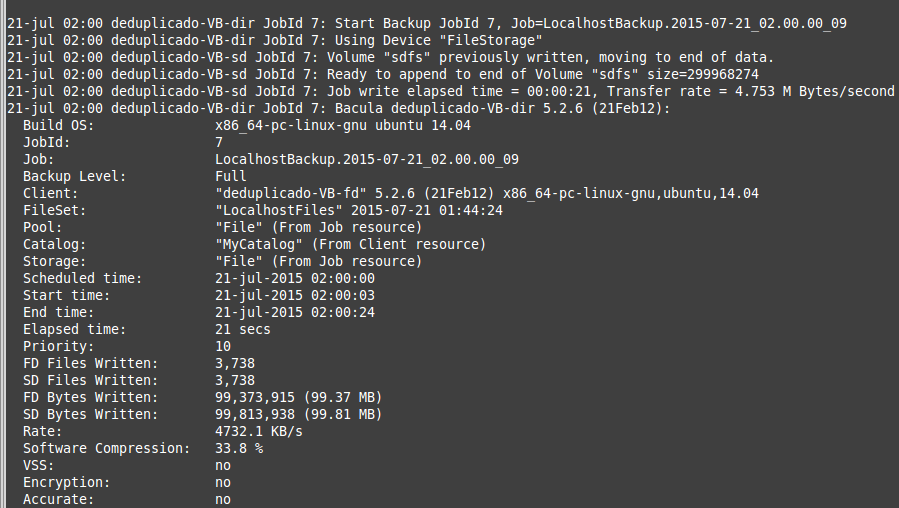 21-jul 02:00 deduplicado-VB-dir JobId 7: Start Backup JobId 7, Job=LocalhostBackup.2015-07-21_02.00.00_09
21-jul 02:00 deduplicado-VB-dir JobId 7: Using Device "FileStorage"
21-jul 02:00 deduplicado-VB-sd JobId 7: Volume "sdfs" previously written, moving to end of data.
21-jul 02:00 deduplicado-VB-sd JobId 7: Ready to append to end of Volume "sdfs" size=299968274
21-jul 02:00 deduplicado-VB-sd JobId 7: Job write elapsed time = 00:00:21, Transfer rate = 4.753 M Bytes/second
21-jul 02:00 deduplicado-VB-dir JobId 7: Bacula deduplicado-VB-dir 5.2.6 (21Feb12):
Build OS: x86_64-pc-linux-gnu ubuntu 14.04
JobId: 7
Job: LocalhostBackup.2015-07-21_02.00.00_09
Backup Level: Full
Client: "deduplicado-VB-fd" 5.2.6 (21Feb12) x86_64-pc-linux-gnu,ubuntu,14.04
FileSet: "LocalhostFiles" 2015-07-21 01:44:24
Pool: "File" (From Job resource)
Catalog: "MyCatalog" (From Client resource)
Storage: "File" (From Job resource)
Scheduled time: 21-jul-2015 02:00:00
Start time: 21-jul-2015 02:00:03
End time: 21-jul-2015 02:00:24
Elapsed time: 21 secs
Priority: 10
FD Files Written: 3,738
SD Files Written: 3,738
FD Bytes Written: 99,373,915 (99.37 MB)
SD Bytes Written: 99,813,938 (99.81 MB)
Rate: 4732.1 KB/s
Software Compression: 33.8 %
VSS: no
Encryption: no
Accurate: no